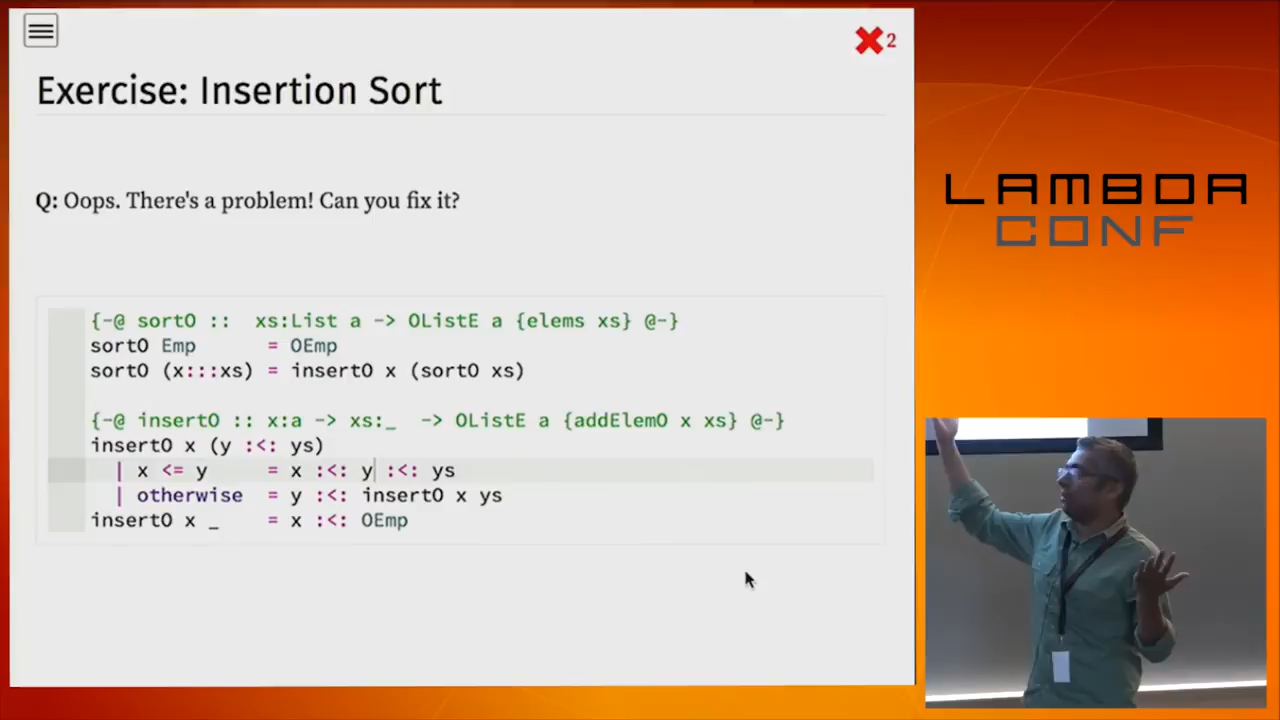 2
Exercise: Insertion Sort
Q: Oops. There's a problem! Can you fix it?
{-@ sortO ::  xs:List a -> OListE a {elems xs} @-}
sortO Emp      = OEmp
sortO (x:::xs) = insertO x (sortO xs)
{-@ insertO :: x:a -> xs:_  -> OListE a {addElemO x xs} @-}
insertO x (y :<: ys)
  | x <= y     = x :<: y :<: ys
  | otherwise  = y :<: insertO x ys
insertO x _    = x :<: OEmp
LAMBDA
CONF